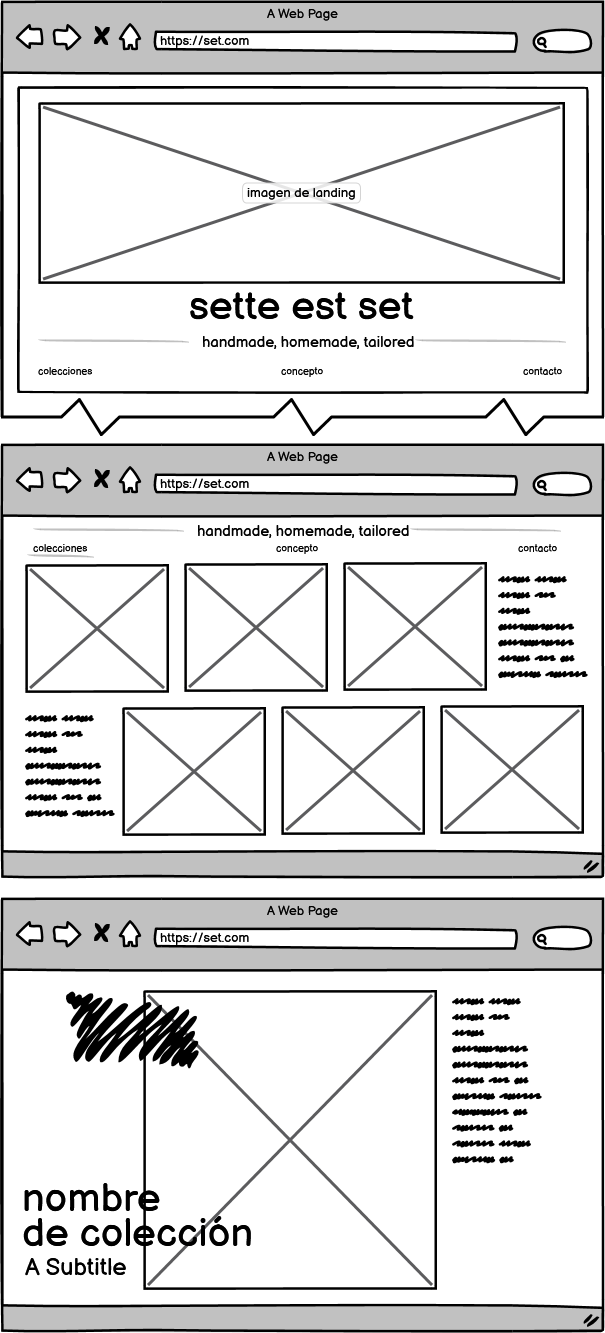 A Web Page
https://set.com
imagen de landing
sette est set
handmade, homemade, tailored
colecciones concepto contacto
A Web Page
https://set.com
handmade, homemade, tailored
colecciones concepto contacto
A Web Page
https://set.com
nombre
de colección
A Subtitle